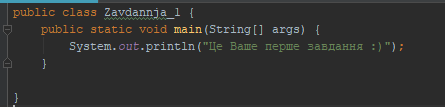 public class Zavdannja_1 {
    public static void main(String[] args) {
        System.out.println("Це Ваше перше завдання :)");
    }
}